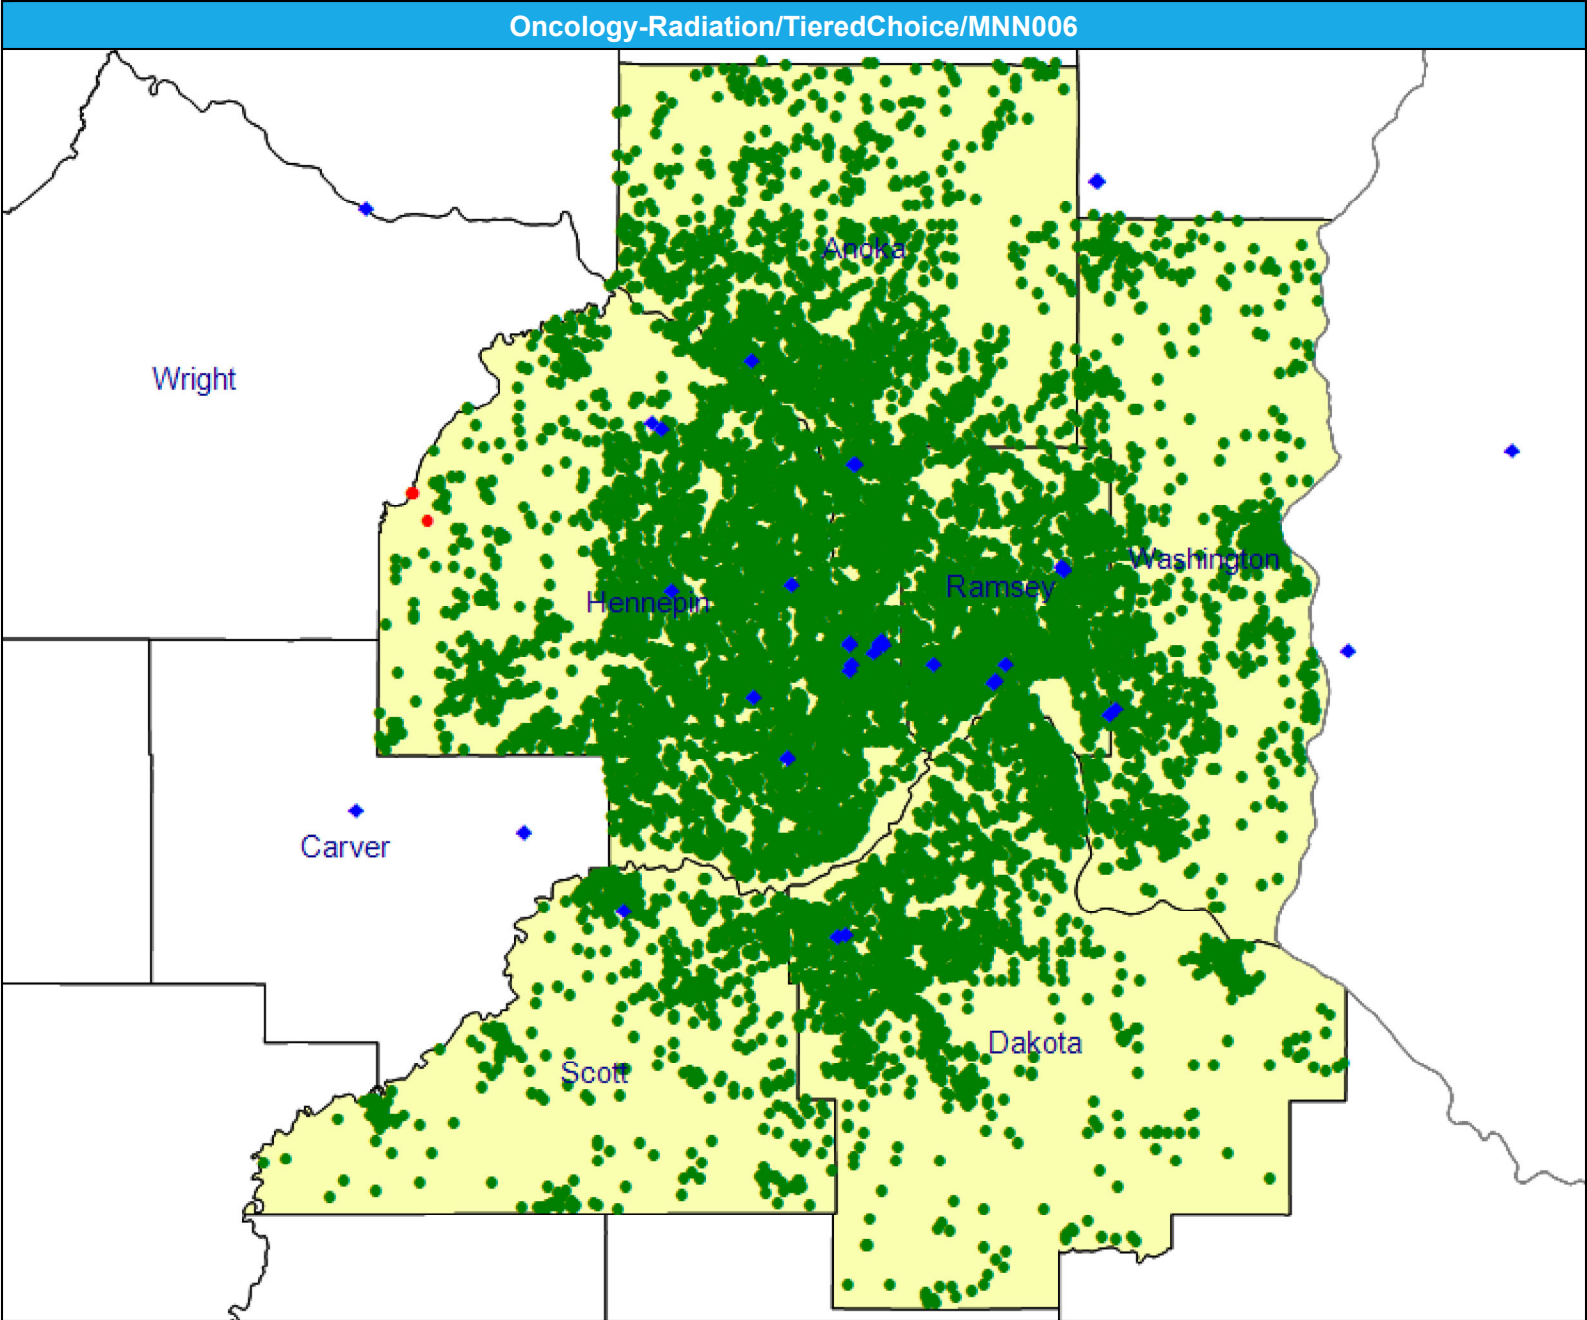 Oncology-Radiation/TieredChoice/MNN006
Anoka
Wright
Washington
Ramsey
Hennepin
Carver
Dakota
Scott